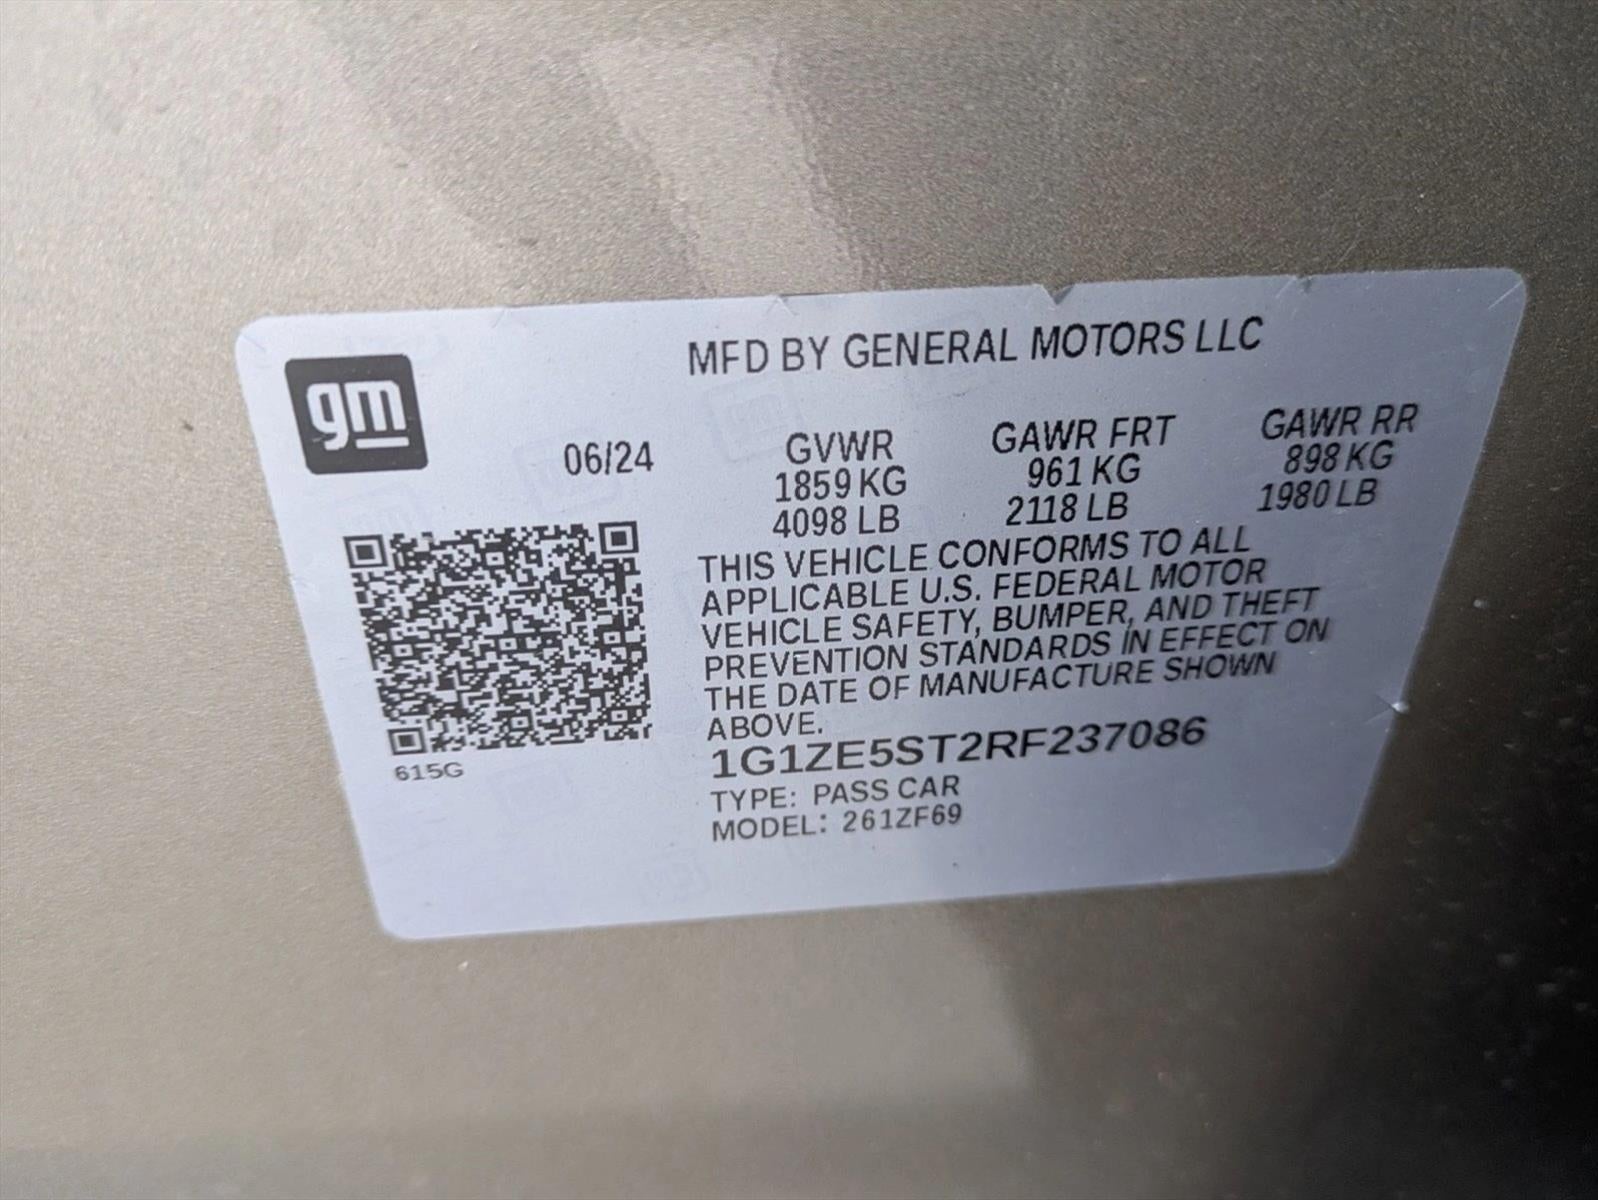 gm
MFD BY GENERAL MOTORS LLC
06/24
GVWR
1859 KG
4098 LB
GAWR FRT
961 KG
2118 LB
GAWR RR
898 KG
1980 LB
THIS VEHICLE CONFORMS TO ALL
APPLICABLE U.S. FEDERAL MOTOR
VEHICLE SAFETY, BUMPER, AND THEFT
PREVENTION STANDARDS IN EFFECT ON
THE DATE OF MANUFACTURE SHOWN
ABOVE.
1G1ZE5ST2RF237086
TYPE: PASS CAR
MODEL: 261ZF69
615G